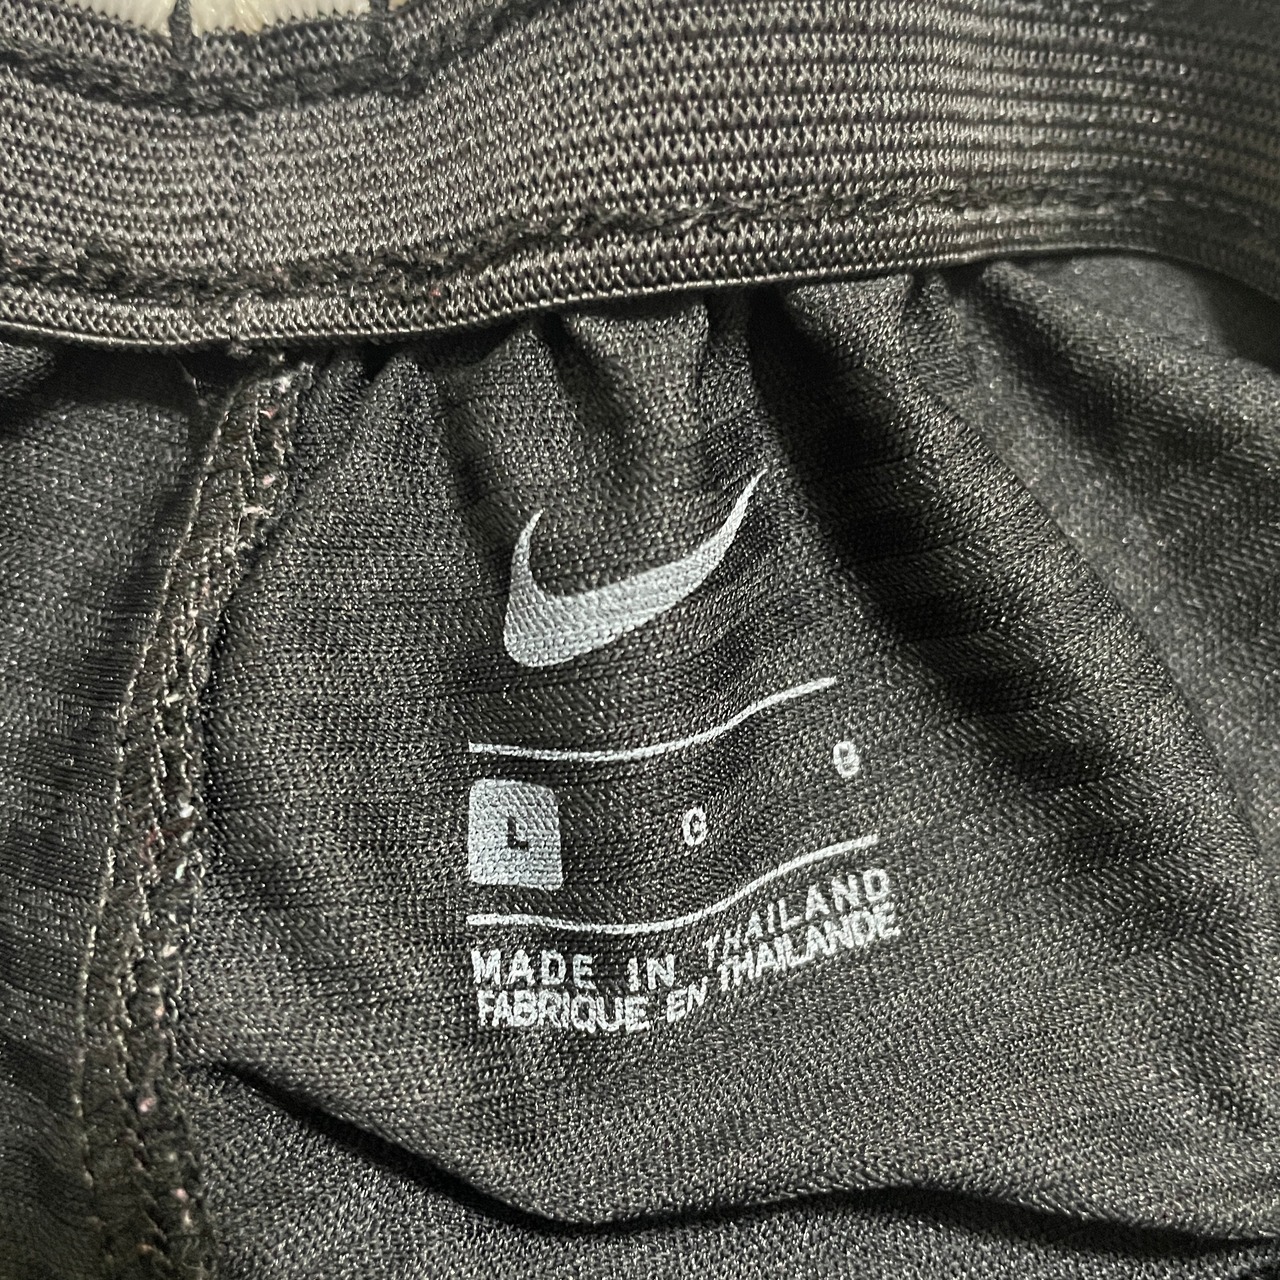 L G G
MADE IN THAILAND
FABRIQUE EN THAILANDE